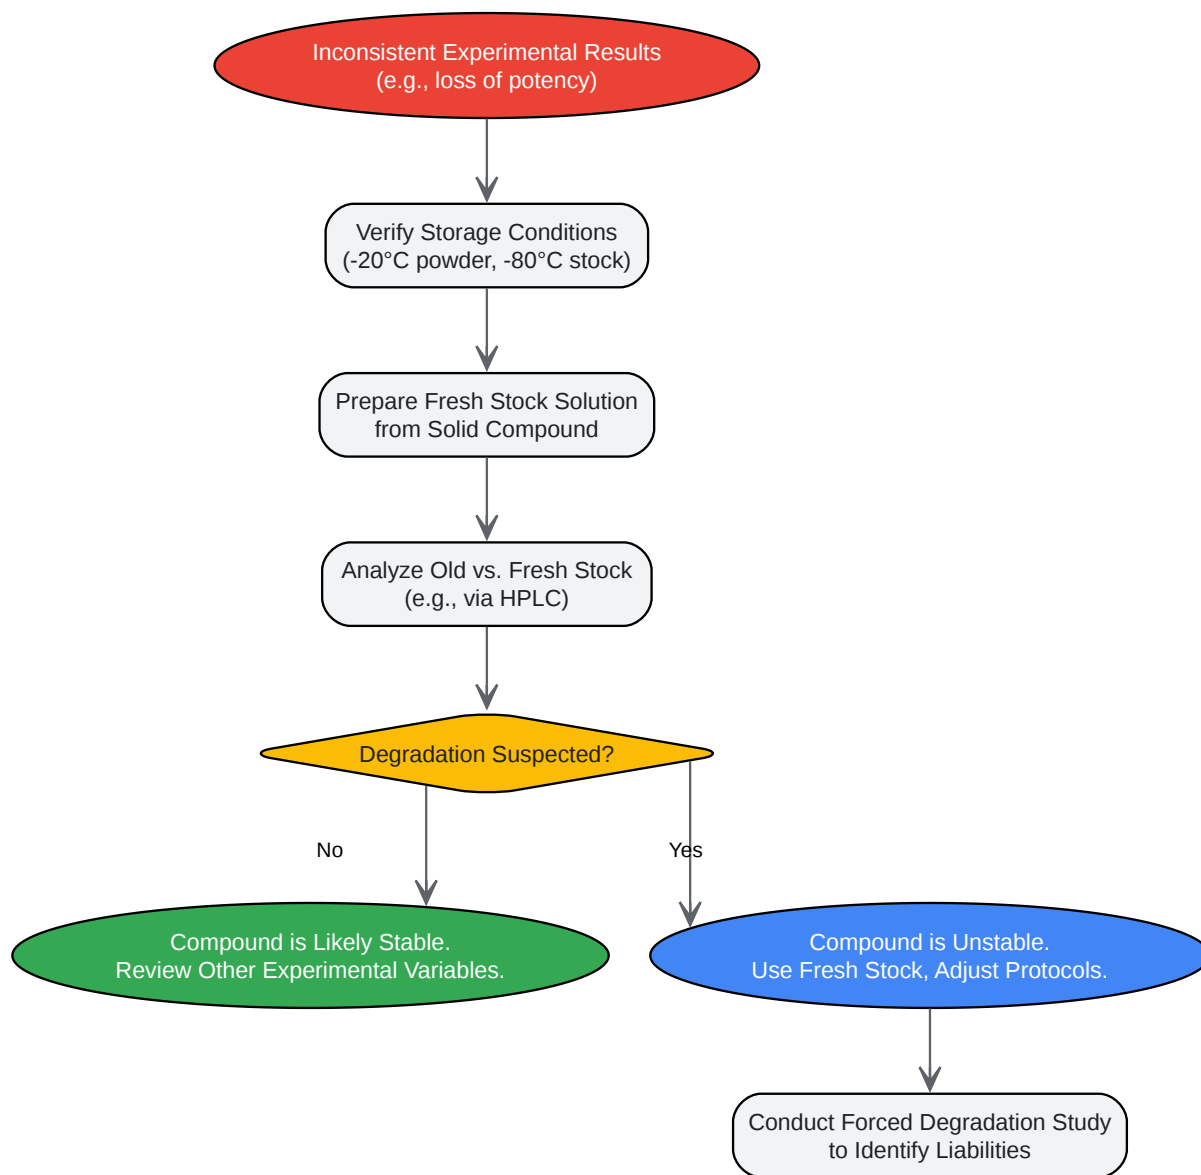 Inconsistent Experimental Results
(e.g., loss of potency)
Verify Storage Conditions
(-20°C powder, -80°C stock)
Prepare Fresh Stock Solution
from Solid Compound
Analyze Old vs. Fresh Stock
(e.g., via HPLC)
Degradation Suspected?
No
Yes
Compound is Likely Stable.
Review Other Experimental Variables.
Compound is Unstable.
Use Fresh Stock, Adjust Protocols.
Conduct Forced Degradation Study
to Identify Liabilities